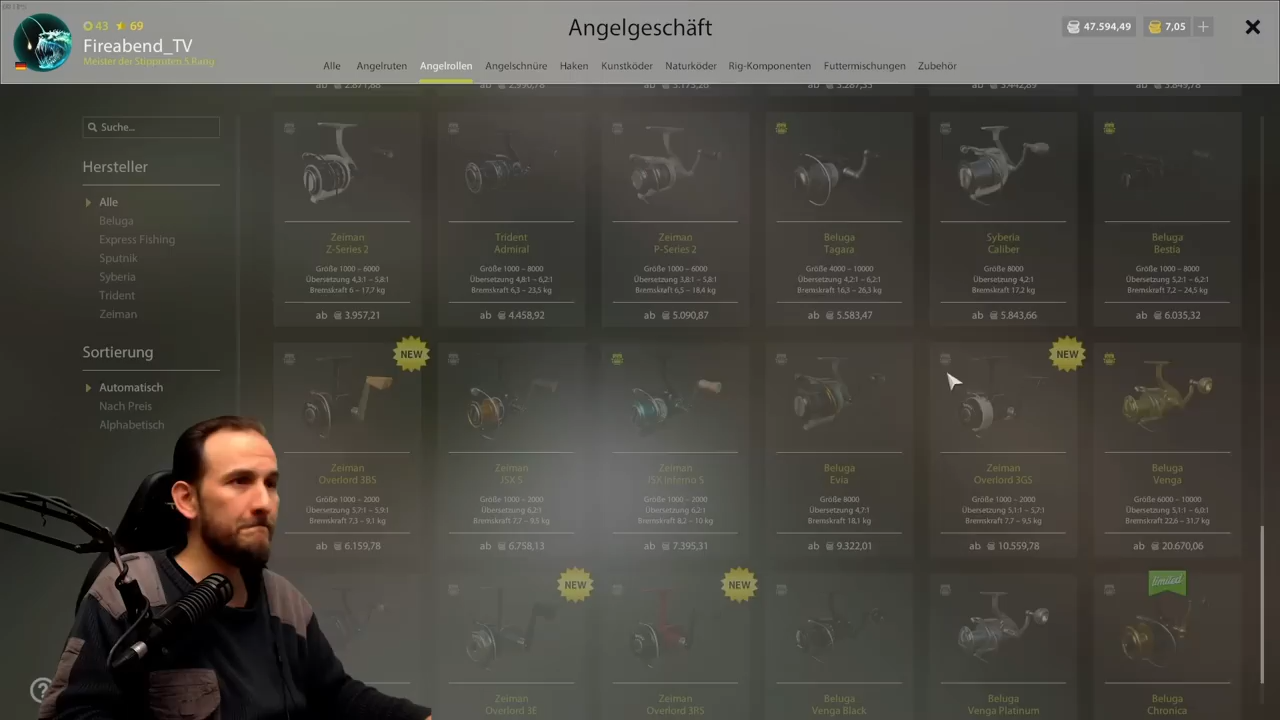 43 69
Fireabend_TV
Meister der Stippruten 5.Rang
Angelgeschäft
47.594,49
7,05
Alle Angelruten Angelrollen Angelschnüre Haken Kunstköder Naturköder Rig-Komponenten Futtermischungen Zubehör
Suche...
Hersteller
Alle
Beluga
Express Fishing
Sputnik
Syberia
Trident
Zeiman
Sortierung
Automatisch
Nach Preis
Alphabetisch
Zeiman
Z-Series 2
Größe 1000 – 6000
Übersetzung 4,3:1 – 5,8:1
Bremskraft 6 – 17,7 kg
ab 3.957,21
Trident
Admiral
Größe 1000 – 8000
Übersetzung 4,8:1 – 6,2:1
Bremskraft 6,3 – 23,5 kg
ab 4.458,92
Zeiman
P-Series 2
Größe 1000 – 6000
Übersetzung 3,8:1 – 5,8:1
Bremskraft 6,5 – 18,4 kg
ab 5.090,87
Beluga
Tagara
Größe 4000 – 10000
Übersetzung 4,2:1 – 6,2:1
Bremskraft 16,3 – 26,3 kg
ab 5.583,47
Syberia
Caliber
Größe 8000
Übersetzung 4,2:1
Bremskraft 17,2 kg
ab 5.843,66
Beluga
Bestia
Größe 1000 – 8000
Übersetzung 5,2:1 – 6,2:1
Bremskraft 7,2 – 24,5 kg
ab 6.035,32
NEW
Zeiman
Overlord 3BS
Größe 1000 – 2000
Übersetzung 5,7:1 – 5,9:1
Bremskraft 7,3 – 9,1 kg
ab 6.159,78
Zeiman
JSX S
Größe 1000 – 2000
Übersetzung 6,2:1
Bremskraft 7,7 – 8,5 kg
ab 6.758,13
Zeiman
JSX Inferna S
Größe 1000 – 2000
Übersetzung 6,2:1
Bremskraft 8,2 – 10 kg
ab 7.395,31
Beluga
Evia
Größe 8000
Übersetzung 4,7:1
Bremskraft 18,1 kg
ab 9.322,01
NEW
Zeiman
Overlord 3GS
Größe 1000 – 2000
Übersetzung 5,1:1 – 5,7:1
Bremskraft 7,7 – 9,5 kg
ab 10.559,78
Beluga
Venga
Größe 6000 – 10000
Übersetzung 5,1:1 – 6,0:1
Bremskraft 22,6 – 31,7 kg
ab 20.670,06
NEW
Zeiman
Overlord 3E
NEW
Zeiman
Overlord 3RS
Beluga
Venga Black
Beluga
Venga Platinum
limited
Beluga
Chronica